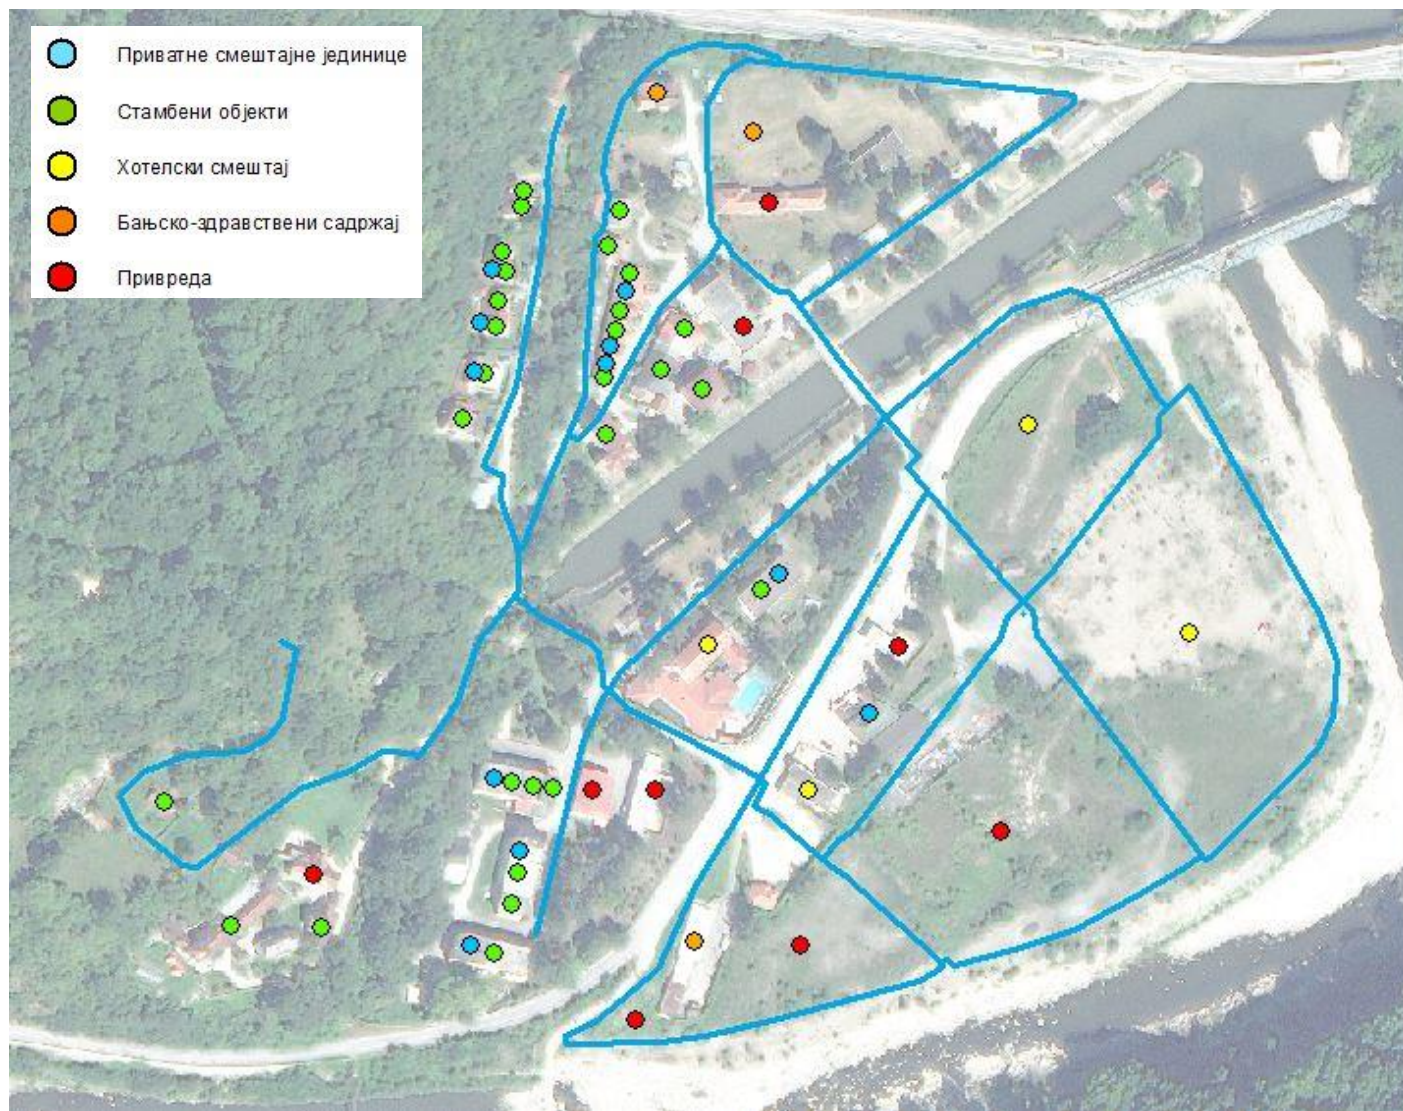 Приватне смештајне јединице
Стамбени објекти
Хотелски смештај
Бањско-здравствени садржај
Привреда